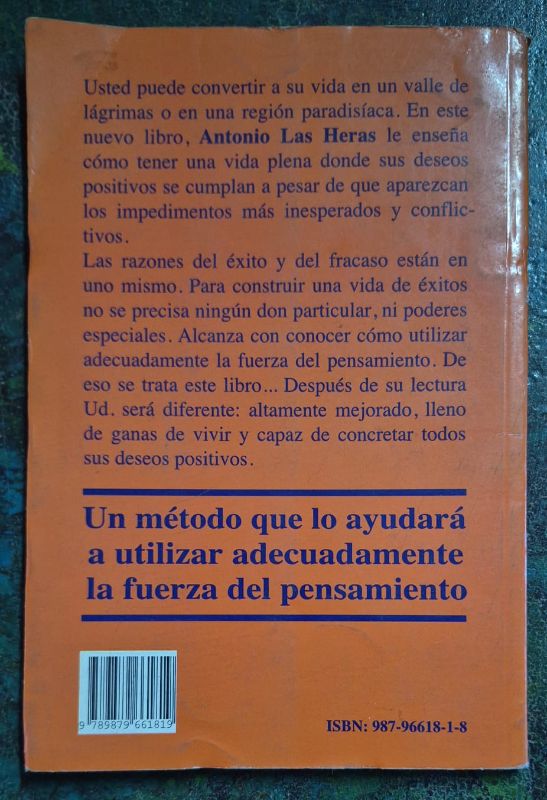 Usted puede convertir a su vida en un valle de
lágrimas o en una región paradisíaca. En este
nuevo libro, Antonio Las Heras le enseña
cómo tener una vida plena donde sus deseos
positivos se cumplan a pesar de que aparezcan
los impedimentos más inesperados y conflic-
tivos.
Las razones del éxito y del fracaso están en
uno mismo. Para construir una vida de éxitos
no se precisa ningún don particular, ni poderes
especiales. Alcanza con conocer cómo utilizar
adecuadamente la fuerza del pensamiento. De
eso se trata este libro... Después de su lectura
Ud. será diferente: altamente mejorado, lleno
de ganas de vivir y capaz de concretar todos
sus deseos positivos.
Un método que lo ayudará
a utilizar adecuadamente
la fuerza del pensamiento
9 789879 661819
ISBN: 987-96618-1-8